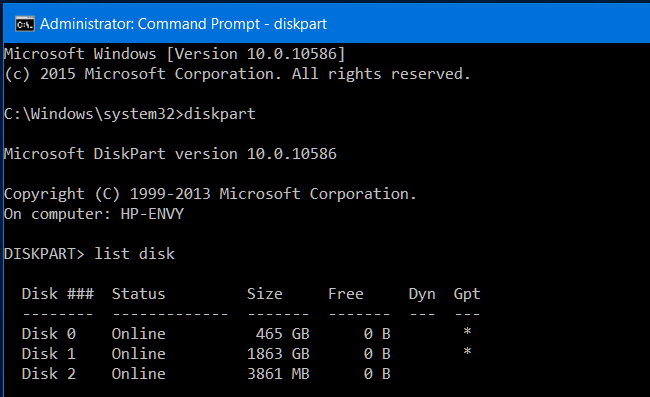 Administrator: Command Prompt - diskpart
Microsoft Windows [Version 10.0.10586]
(c) 2015 Microsoft Corporation. All rights reserved.
C:\Windows\system32>diskpart
Microsoft DiskPart version 10.0.10586
Copyright (C) 1999-2013 Microsoft Corporation.
On computer: HP-ENVY
DISKPART> list disk
  Disk ###  Status         Size     Free     Dyn  Gpt
  --------  -------------  -------  -------  ---  ---
  Disk 0    Online          465 GB      0 B        *
  Disk 1    Online         1863 GB      0 B        *
  Disk 2    Online         3861 MB      0 B